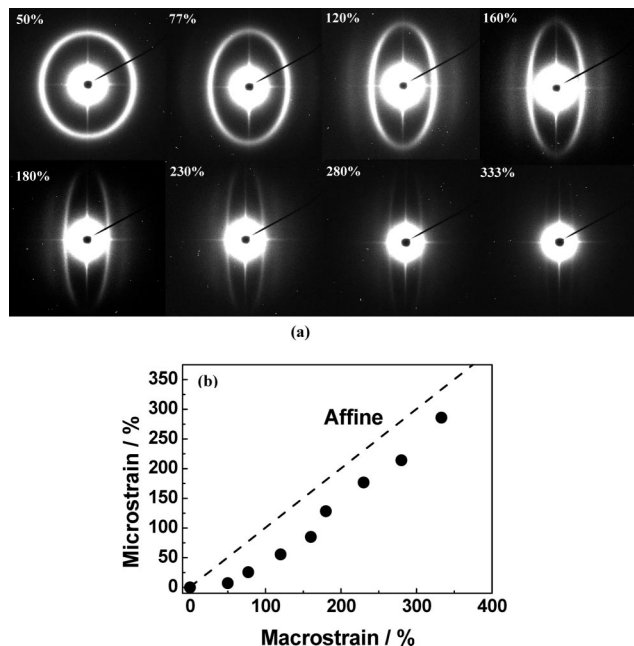 50% 77% 120% 160%
180% 230% 280% 333%
(a)
(b)
Affine
Microstrain / %
350
300
250
200
150
100
50
0
0 100 200 300 400
Macrostrain / %